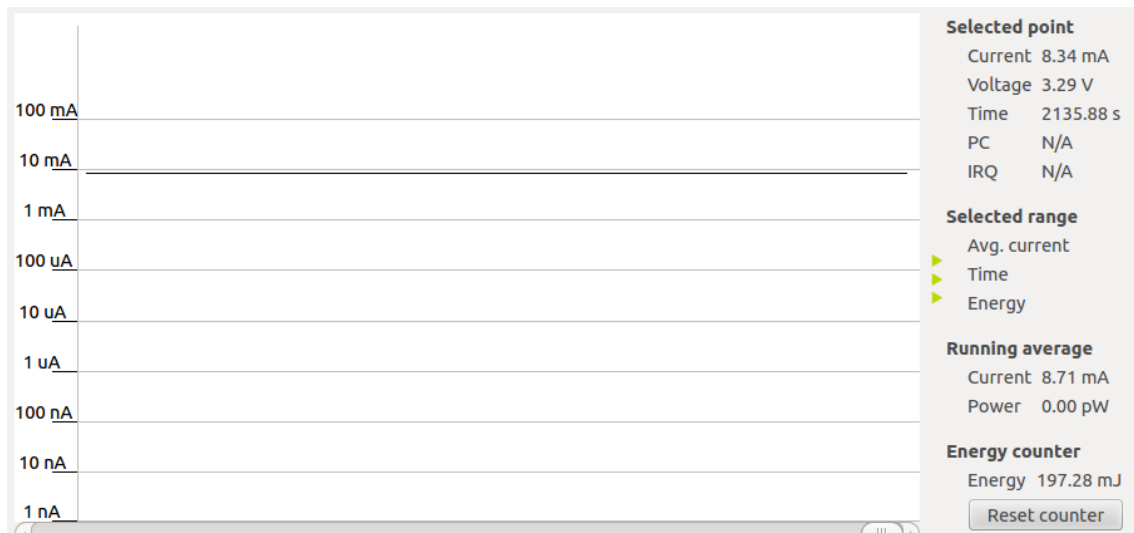 100 mA
10 mA
1 mA
100 uA
10 uA
1 uA
100 nA
10 nA
1 nA
Selected point
Current 8.34 mA
Voltage 3.29 V
Time 2135.88 s
PC N/A
IRQ N/A
Selected range
Avg. current
Time
Energy
Running average
Current 8.71 mA
Power 0.00 pW
Energy counter
Energy 197.28 mJ
Reset counter